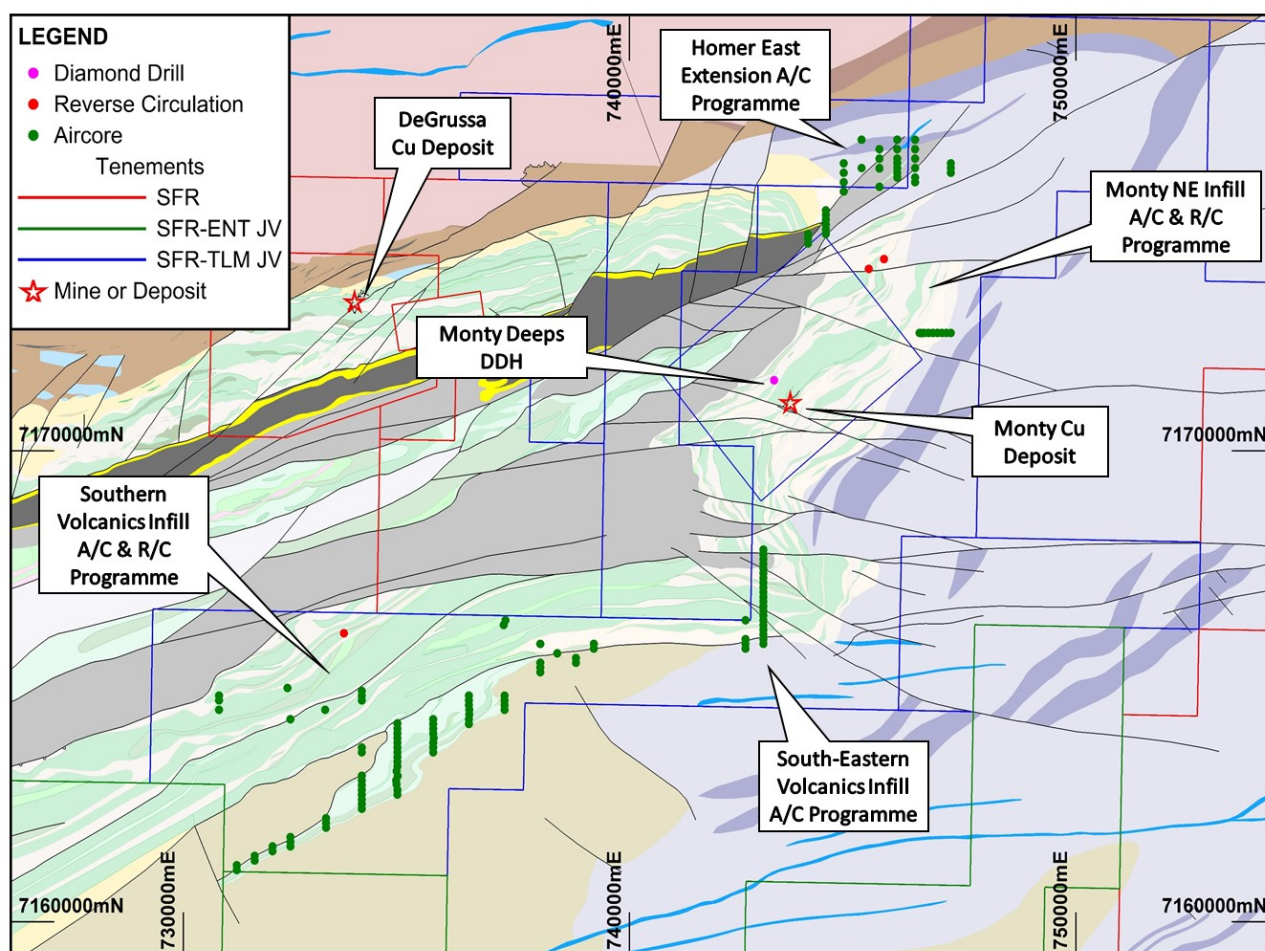 LEGEND
Diamond Drill
Reverse Circulation
Aircore
Tenements
SFR
SFR-ENT JV
SFR-TLM JV
Mine or Deposit
DeGrussa
Cu Deposit
Homer East
Extension A/C
Programme
740000mE
750000mE
Monty NE Infill
A/C & R/C
Programme
Monty Deeps
DDH
7170000mN
7170000mN
Monty Cu
Deposit
Southern
Volcanics Infill
A/C & R/C
Programme
South-Eastern
Volcanics Infill
A/C Programme
730000mE
740000mE
750000mE
7160000mN
7160000mN